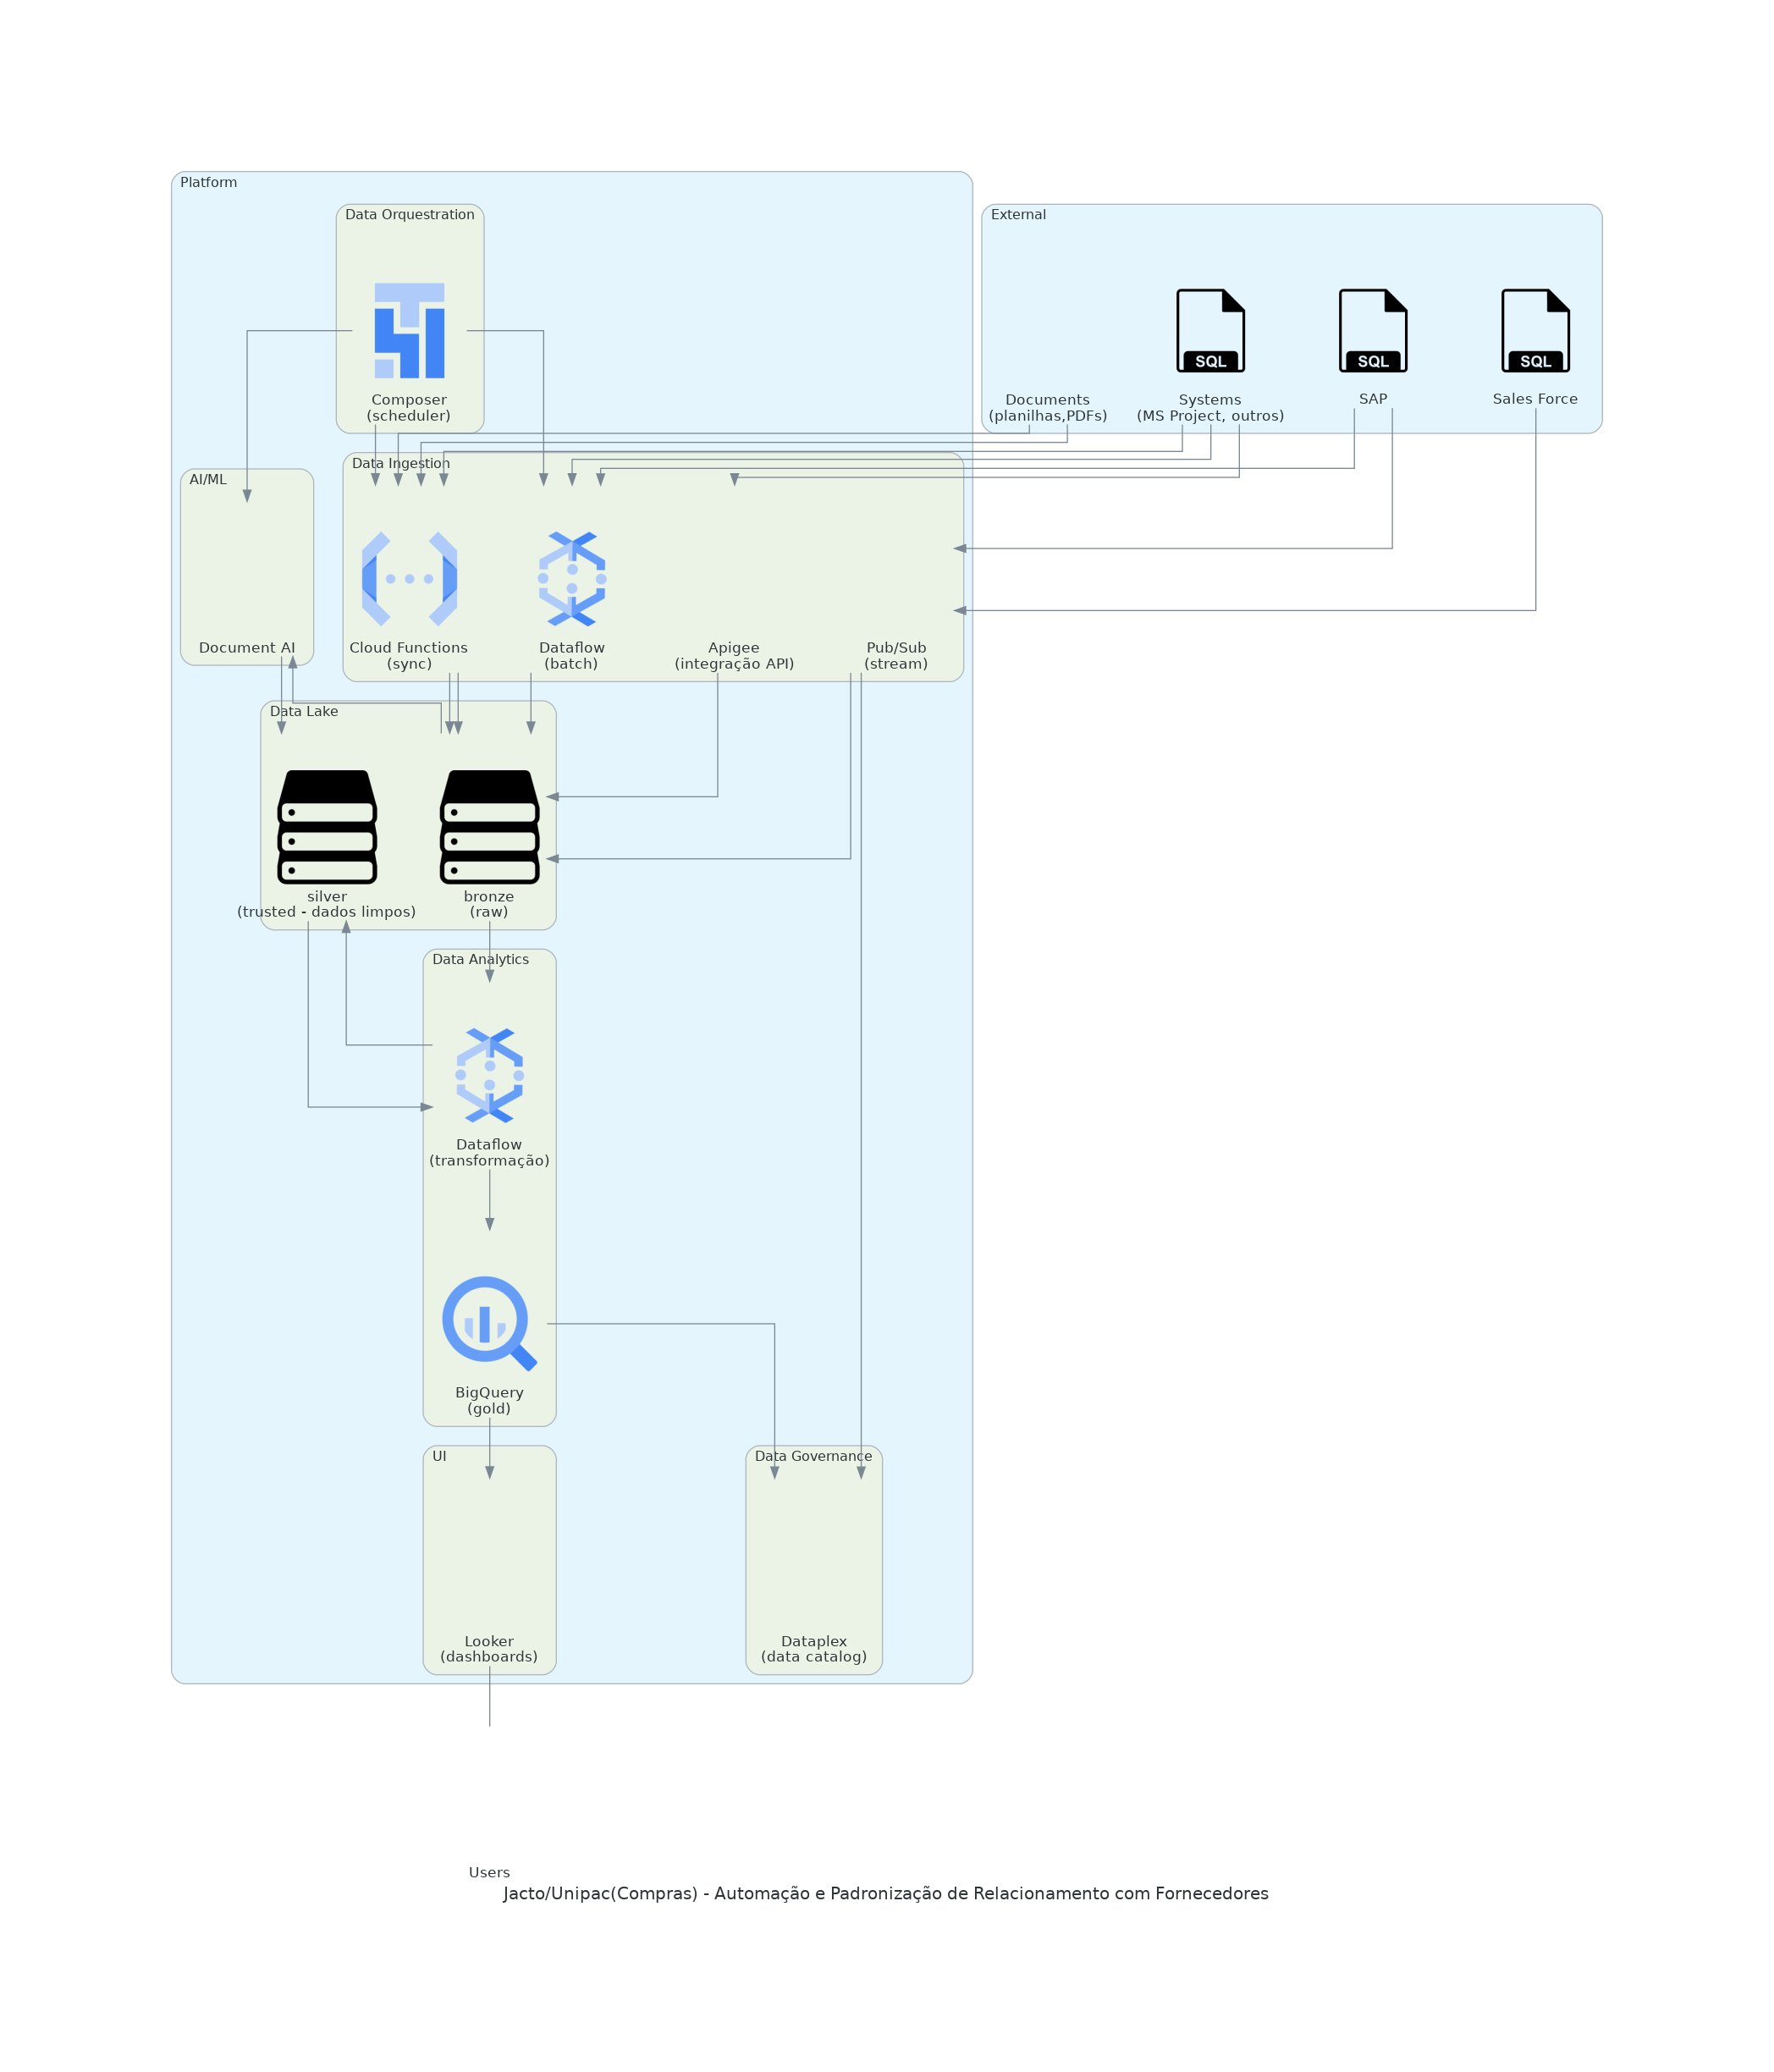 Platform
Data Orquestration
External
SQL
SQL
SQL
Composer
(scheduler)
Documents
(planilhas,PDFs)
Systems
(MS Project, outros)
SAP
Sales Force
Data Ingestion
AI/ML
Document AI
Cloud Functions
(sync)
Dataflow
(batch)
Apigee
(integração API)
Pub/Sub
(stream)
Data Lake
silver
(trusted - dados limpos)
bronze
(raw)
Data Analytics
Dataflow
(transformação)
BigQuery
(gold)
UI
Data Governance
Looker
(dashboards)
Dataplex
(data catalog)
Users
Jacto/Unipac(Compras) - Automação e Padronização de Relacionamento com Fornecedores